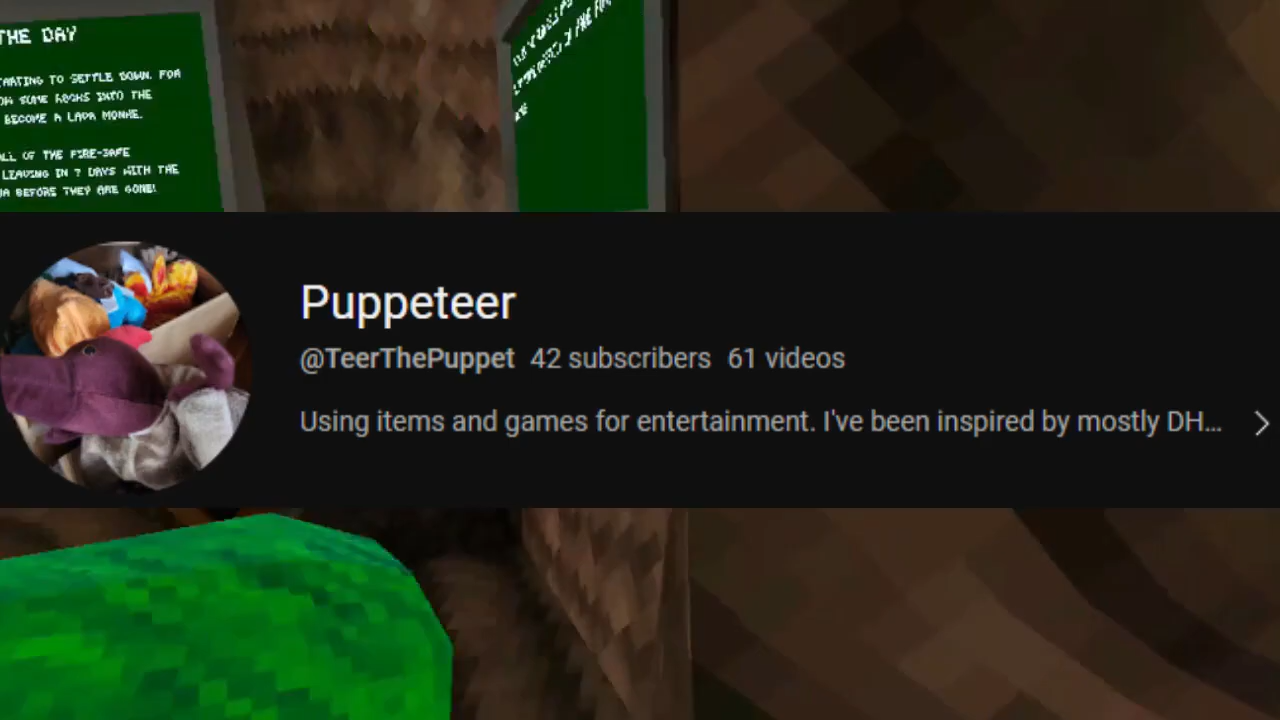 THE DAY
TO SETTLE DOWN. FOR
SOME ROCKS INTO THE
BECOME A LAVA MONKE.
OF THE FIRE-SAFE
LEAVING IN 7 DAYS WITH THE
BEFORE THEY ARE GONE!
Puppeteer
@TeerThePuppet 42 subscribers 61 videos
Using items and games for entertainment. I've been inspired by mostly DH...